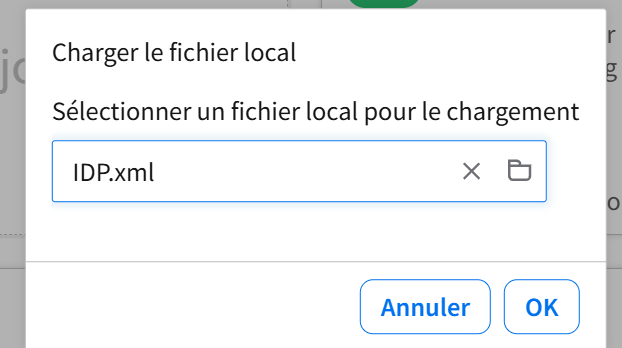 Charger le fichier local
Sélectionner un fichier local pour le chargement
IDP.xml
Annuler
OK